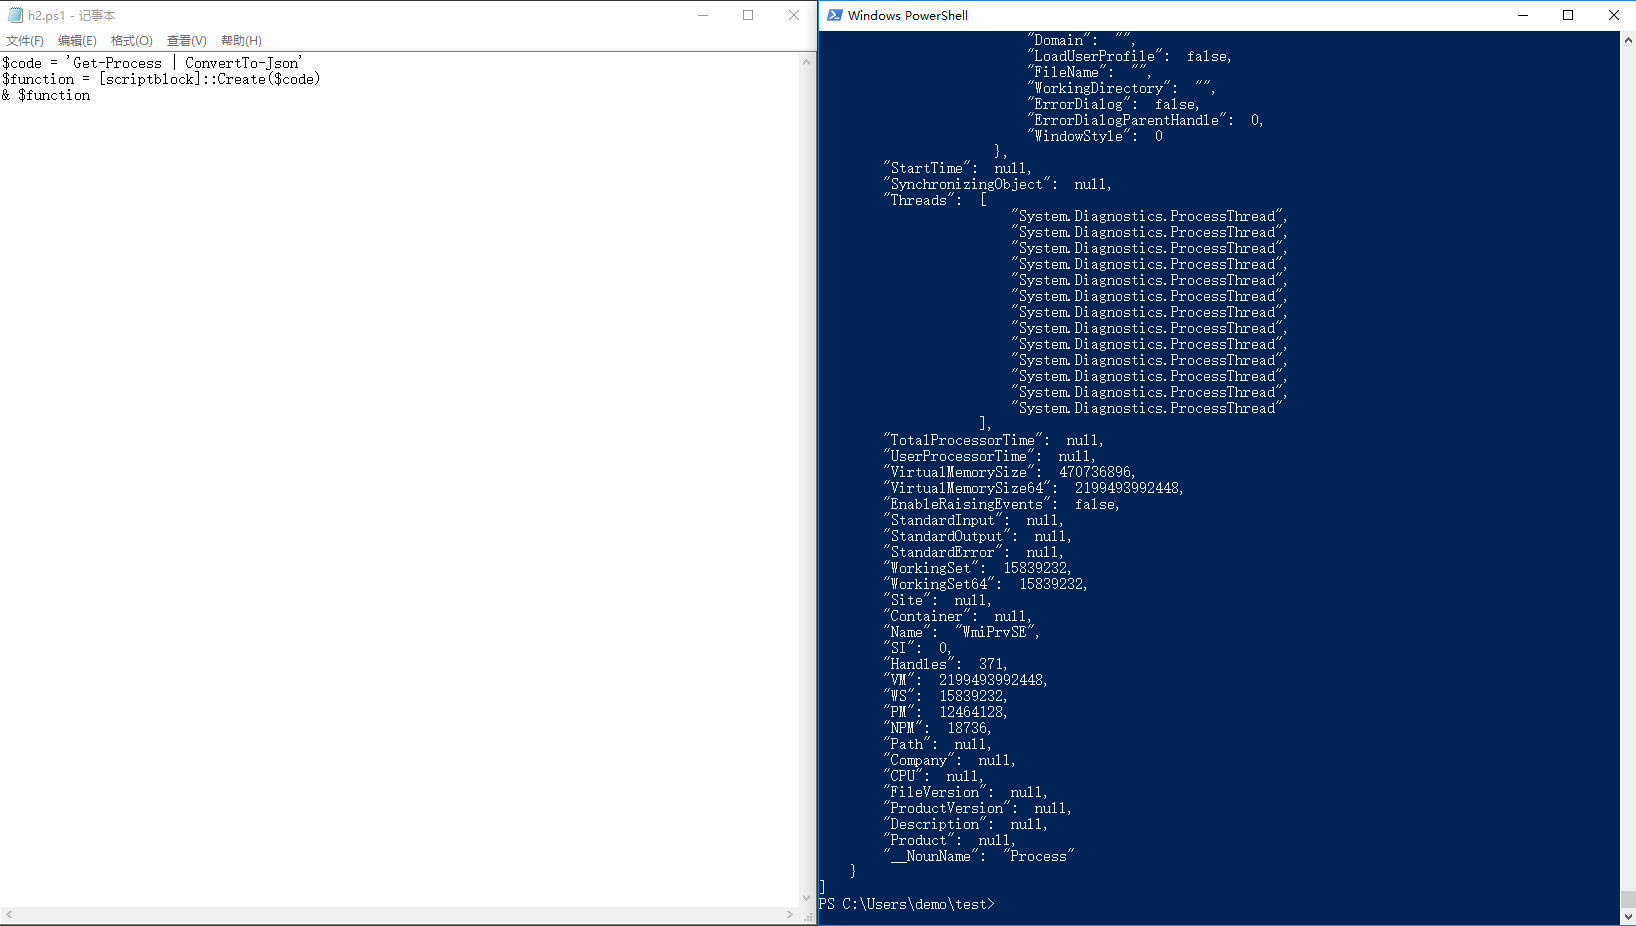 h2.ps1 - 记事本
文件(F) 编辑(E) 格式(O) 查看(V) 帮助(H)
$code = 'Get-Process | ConvertTo-Json'
$function = [scriptblock]::Create($code)
& $function
Windows PowerShell
"Domain":  "",
"LoadUserProfile":  false,
"FileName":  "",
"WorkingDirectory":  "",
"ErrorDialog":  false,
"ErrorDialogParentHandle":  0,
"WindowStyle":  0
},
"StartTime":  null,
"SynchronizingObject":  null,
"Threads":  [
"System.Diagnostics.ProcessThread",
"System.Diagnostics.ProcessThread",
"System.Diagnostics.ProcessThread",
"System.Diagnostics.ProcessThread",
"System.Diagnostics.ProcessThread",
"System.Diagnostics.ProcessThread",
"System.Diagnostics.ProcessThread",
"System.Diagnostics.ProcessThread",
"System.Diagnostics.ProcessThread",
"System.Diagnostics.ProcessThread",
"System.Diagnostics.ProcessThread",
"System.Diagnostics.ProcessThread",
"System.Diagnostics.ProcessThread"
],
"TotalProcessorTime":  null,
"UserProcessorTime":  null,
"VirtualMemorySize":  470736896,
"VirtualMemorySize64":  2199493992448,
"EnableRaisingEvents":  false,
"StandardInput":  null,
"StandardOutput":  null,
"StandardError":  null,
"WorkingSet":  15839232,
"WorkingSet64":  15839232,
"Site":  null,
"Container":  null,
"Name":  "WmiPrvSE",
"SI":  0,
"Handles":  371,
"VM":  2199493992448,
"WS":  15839232,
"PM":  12464128,
"NPM":  18736,
"Path":  null,
"Company":  null,
"CPU":  null,
"FileVersion":  null,
"ProductVersion":  null,
"Description":  null,
"Product":  null,
"__NounName":  "Process"
}
]
PS C:\Users\demo\test>